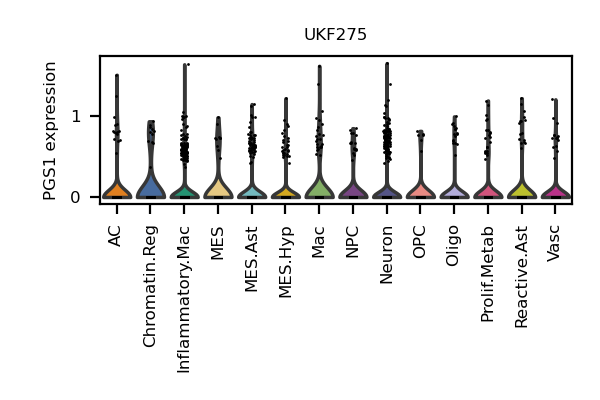 UKF275
PGS1 expression
1
0
AC
Chromatin.Reg
Inflammatory.Mac
MES
MES.Ast
MES.Hyp
Mac
NPC
Neuron
OPC
Oligo
Prolif.Metab
Reactive.Ast
Vasc